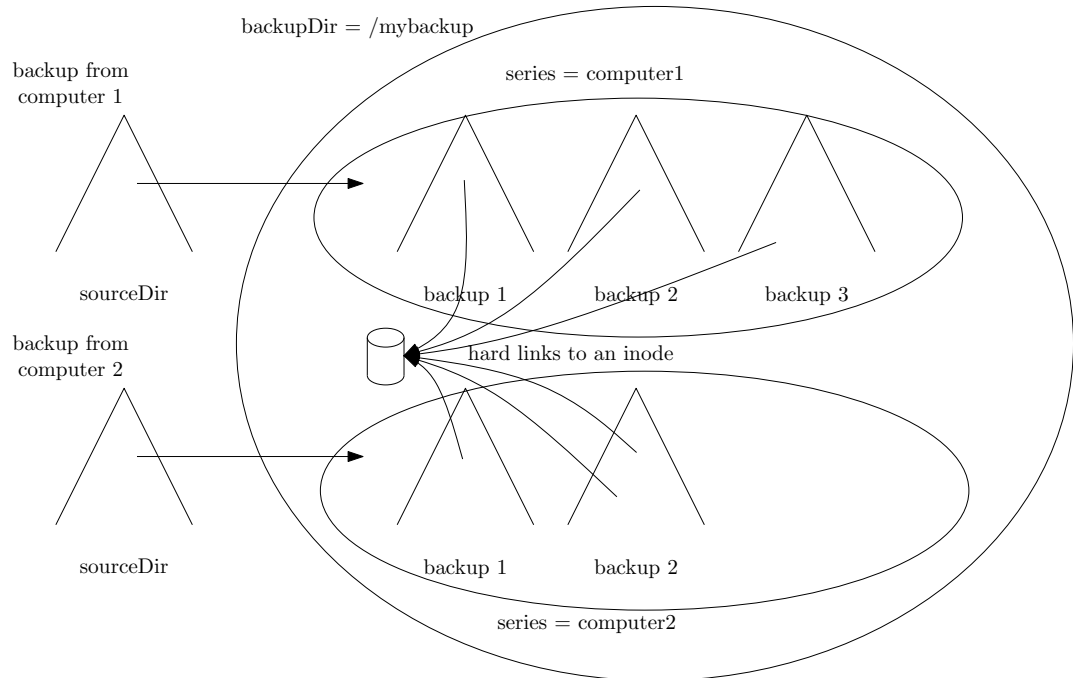 backupDir = /mybackup
series = computer1
backup from
computer 1
sourceDir
backup 1
backup 2
backup 3
backup from
computer 2
hard links to an inode
sourceDir
backup 1
backup 2
series = computer2